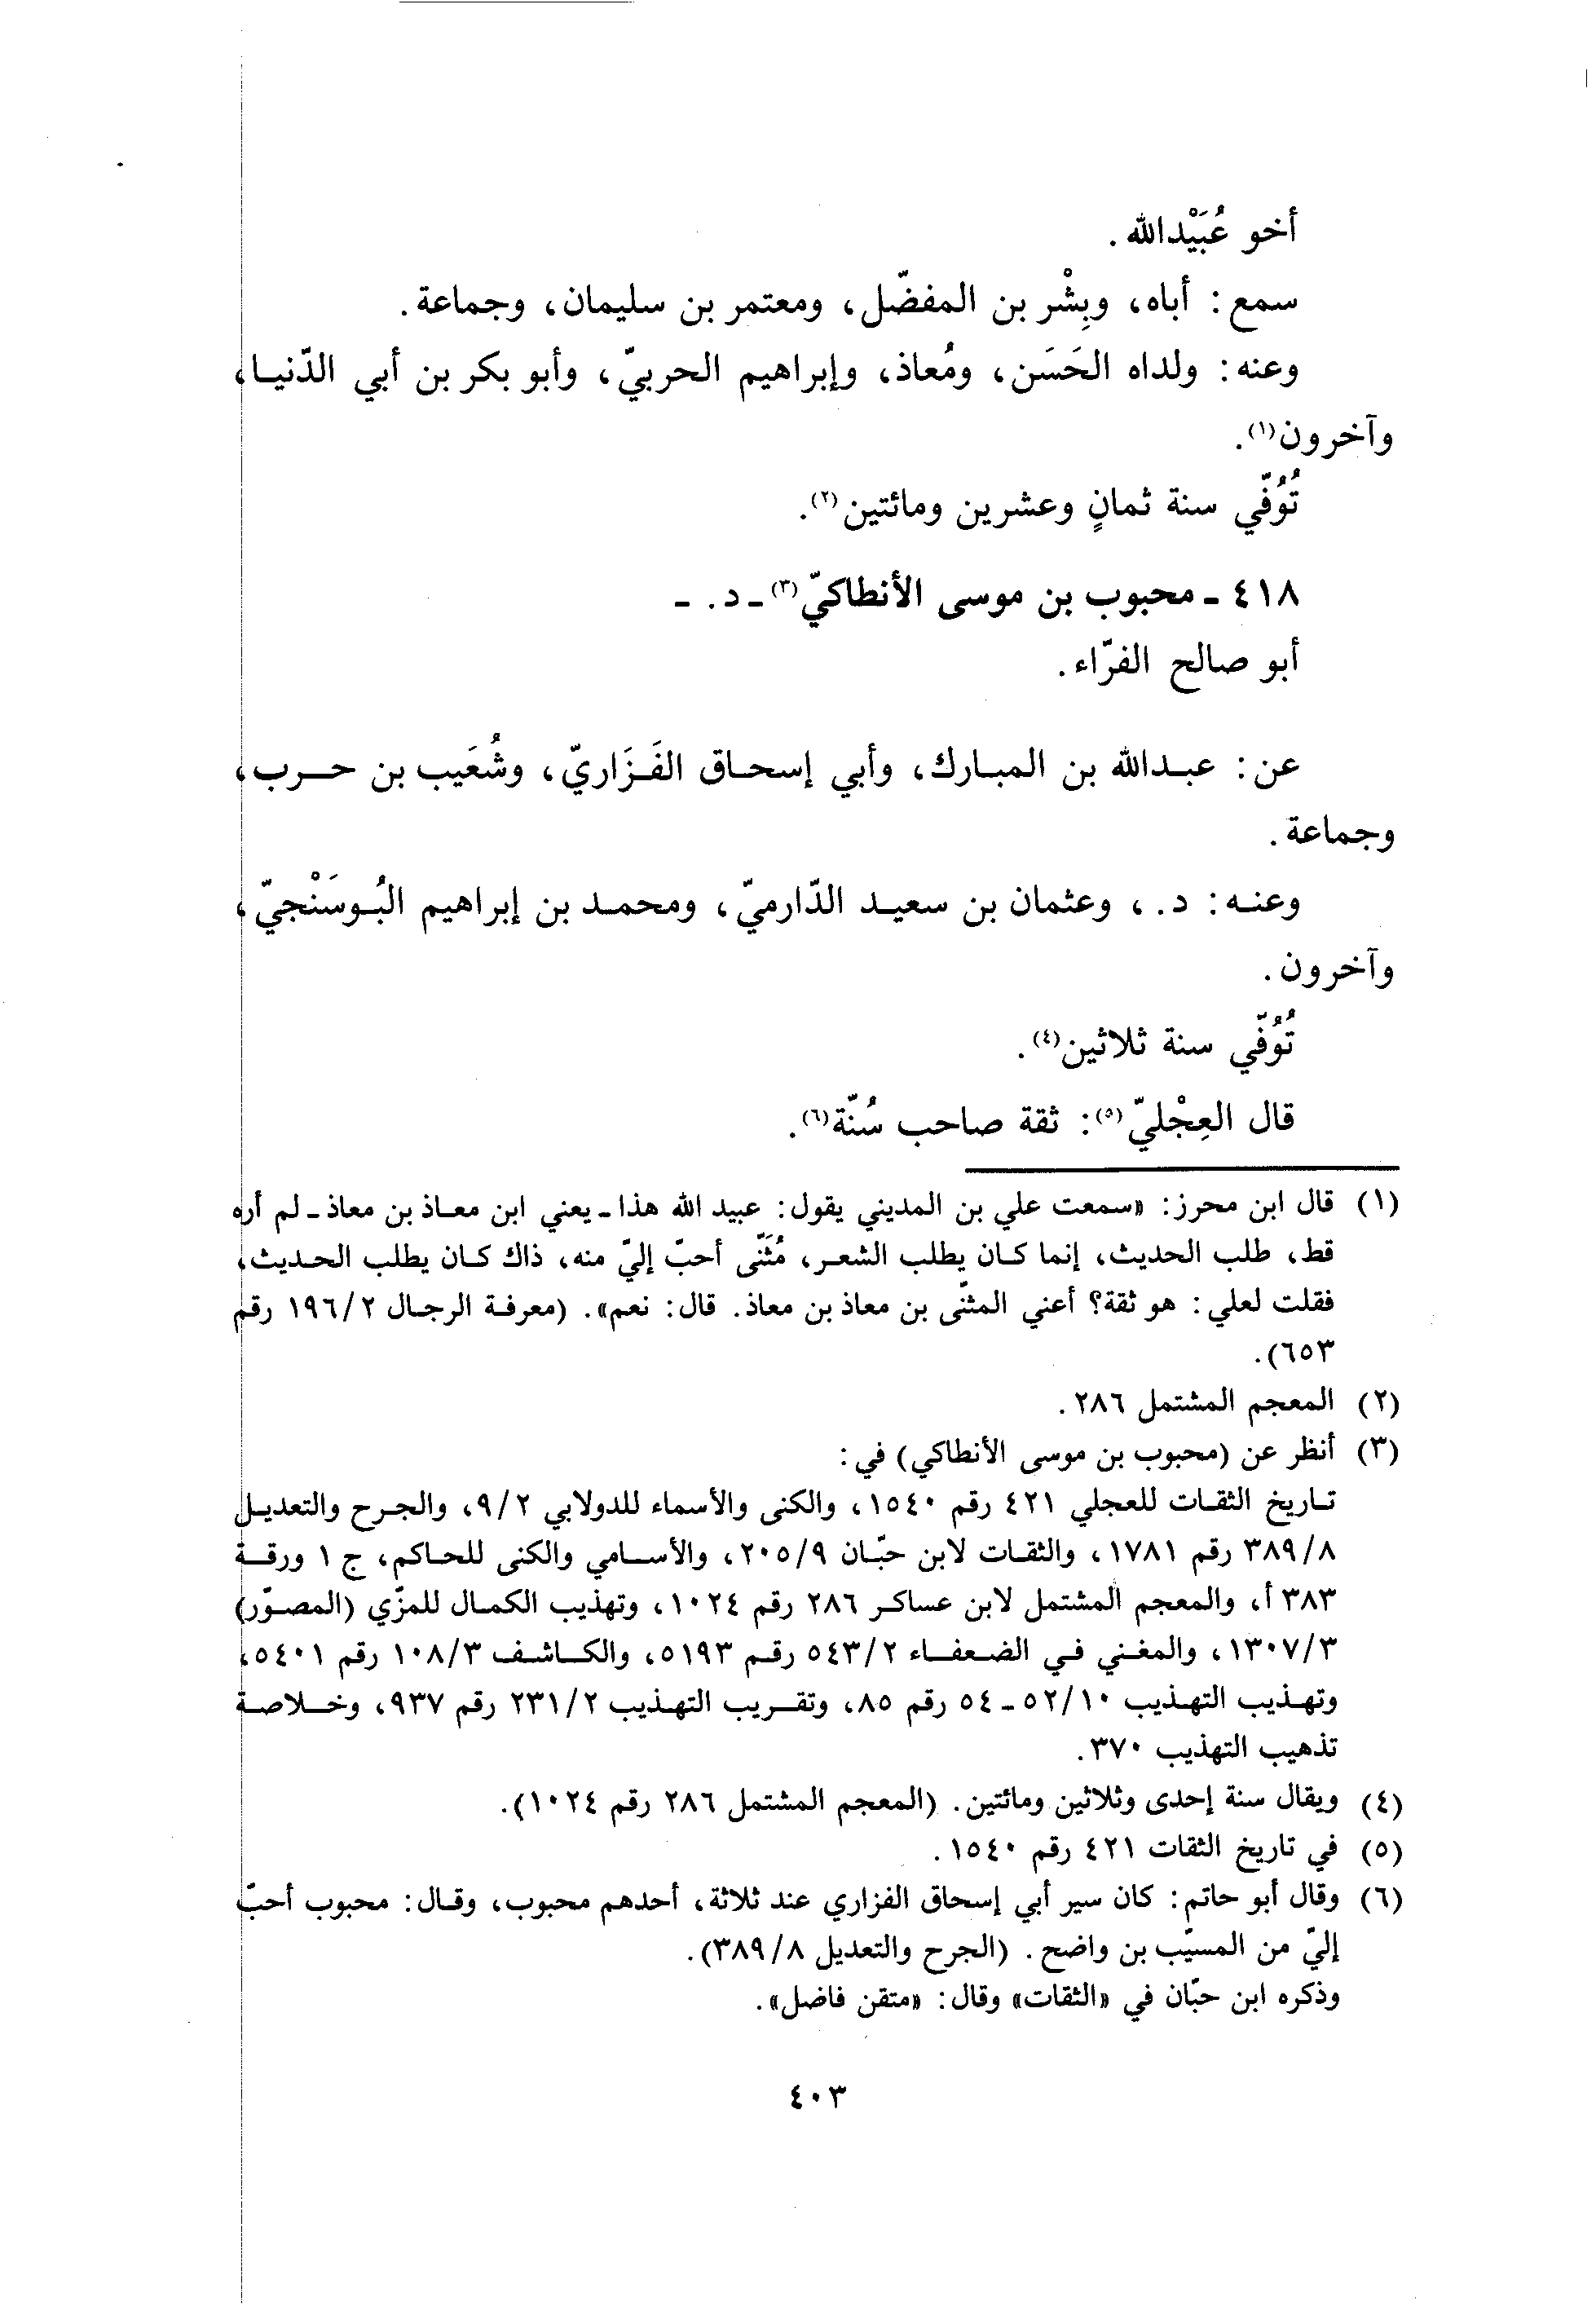 أخو عُبَيْدالله.
سمع: أباه، وبِشْر بن المفضّل، ومعتمر بن سليمان، وجماعة.
وعنه: ولداه الحَسَن، ومُعاذ، وإبراهيم الحربيّ، وأبو بكر بن أبي الدّنيا،
وآخرون(١).
تُوُفّي سنة ثمانٍ وعشرين ومائتين(٢).
٤١٨ - محبوب بن موسى الأنطاكيّ(٣) - د. -
أبو صالح الفرّاء.
عن: عبدالله بن المبارك، وأبي إسحاق الفَزَاريّ، وشُعَيب بن حرب،
وجماعة.
وعنه: د.، وعثمان بن سعيد الدّارميّ، ومحمد بن إبراهيم البُوسَنْجيّ،
وآخرون.
تُوُفّي سنة ثلاثين(٤).
قال العِجْليّ(٥): ثقة صاحب سُنّة(٦).
(١) قال ابن محرز: «سمعت علي بن المديني يقول: عبيد الله هذا - يعني ابن معاذ بن معاذ - لم أره
قط، طلب الحديث، إنما كان يطلب الشعر، مُثَنّى أحبّ إليّ منه، ذاك كان يطلب الحديث،
فقلت لعلي: هو ثقة؟ أعني المثنّى بن معاذ بن معاذ. قال: نعم». (معرفة الرجال ١٩٦/٢ رقم
٦٥٣).
(٢) المعجم المشتمل ٢٨٦.
(٣) أنظر عن (محبوب بن موسى الأنطاكي) في:
تاريخ الثقات للعجلي ٤٢١ رقم ١٥٤٠، والكنى والأسماء للدولابي ٩/٢، والجرح والتعديل
٣٨٩/٨ رقم ١٧٨١، والثقات لابن حبّان ٢٠٥/٩، والأسامي والكنى للحاكم، ج ١ ورقة
٣٨٣ أ، والمعجم المشتمل لابن عساكر ٢٨٦ رقم ١٠٢٤، وتهذيب الكمال للمزّي (المصوّر)
١٣٠٧/٣، والمغني في الضعفاء ٥٤٣/٢ رقم ٥١٩٣، والكاشف ١٠٨/٣ رقم ٥٤٠١،
وتهذيب التهذيب ٥٢/١٠ - ٥٤ رقم ٨٥، وتقريب التهذيب ٢٣١/٢ رقم ٩٣٧، وخلاصة
تذهيب التهذيب ٣٧٠.
(٤) ويقال سنة إحدى وثلاثين ومائتين. (المعجم المشتمل ٢٨٦ رقم ١٠٢٤).
(٥) في تاريخ الثقات ٤٢١ رقم ١٥٤٠.
(٦) وقال أبو حاتم: كان سير أبي إسحاق الفزاري عند ثلاثة، أحدهم محبوب، وقال: محبوب أحبّ
إليّ من المسيّب بن واضح. (الجرح والتعديل ٣٨٩/٨).
وذكره ابن حبّان في «الثقات» وقال: «متقن فاضل».
٤٠٣